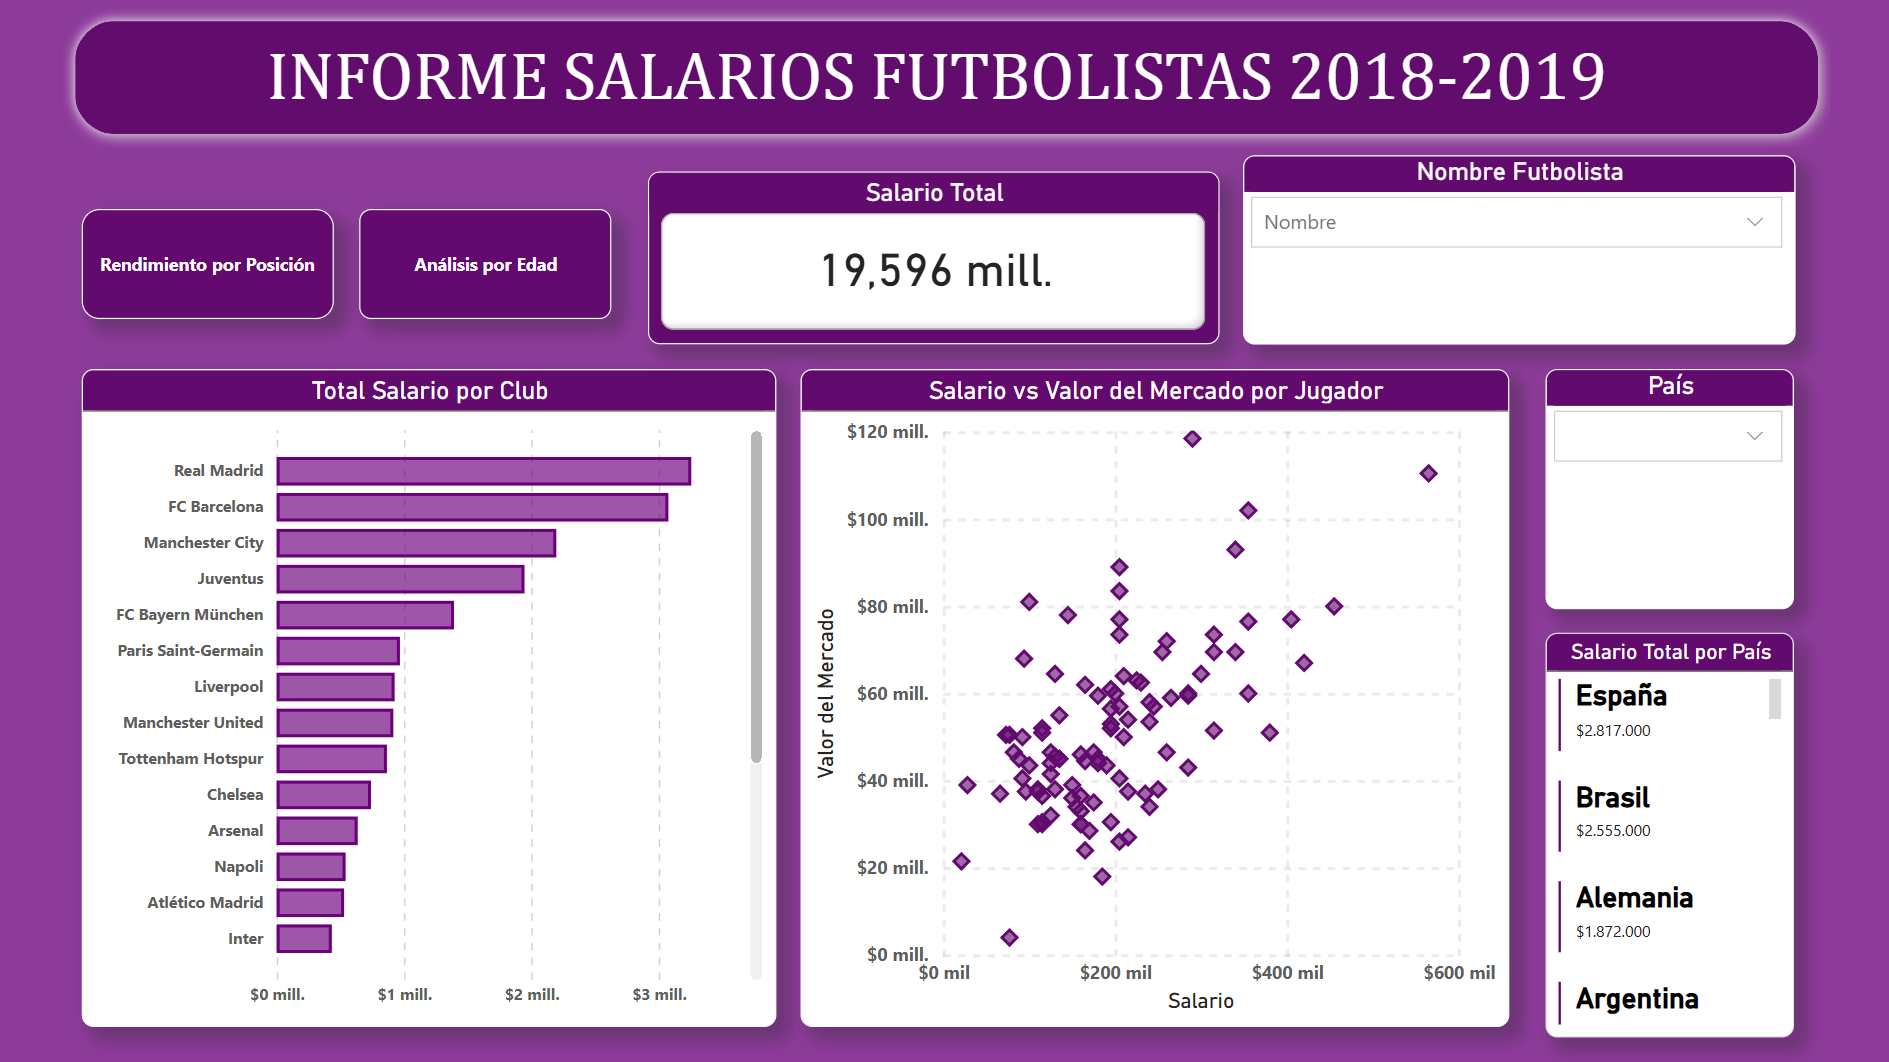 INFORME SALARIOS FUTBOLISTAS 2018-2019
Rendimiento por Posición
Análisis por Edad
Salario Total
19,596 mill.
Nombre Futbolista
Nombre
Total Salario por Club
Real Madrid
FC Barcelona
Manchester City
Juventus
FC Bayern München
Paris Saint-Germain
Liverpool
Manchester United
Tottenham Hotspur
Chelsea
Arsenal
Napoli
Atlético Madrid
Inter
$0 mill.
$1 mill.
$2 mill.
$3 mill.
Salario vs Valor del Mercado por Jugador
Valor del Mercado
$120 mill.
$100 mill.
$80 mill.
$60 mill.
$40 mill.
$20 mill.
$0 mill.
$0 mil
$200 mil
$400 mil
$600 mil
Salario
País
Salario Total por País
España
$2.817.000
Brasil
$2.555.000
Alemania
$1.872.000
Argentina